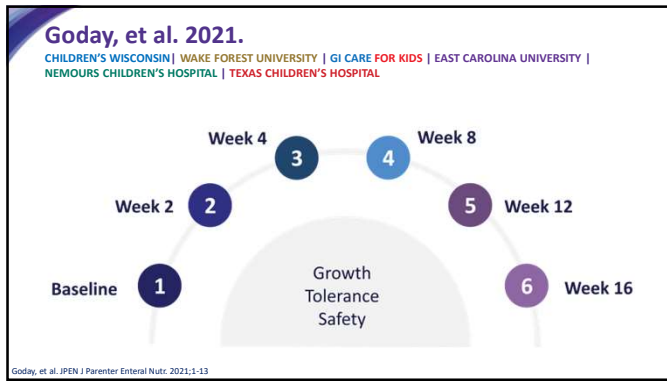 Goday, et al. 2021.
CHILDREN'S WISCONSIN| WAKE FOREST UNIVERSITY | GI CARE FOR KIDS | EAST CAROLINA UNIVERSITY |
NEMOURS CHILDREN'S HOSPITAL | TEXAS CHILDREN'S HOSPITAL
Baseline
1
Week 2
2
Week 4
3
4
Week 8
5
Week 12
6
Week 16
Growth
Tolerance
Safety
Goday, et al. JPEN J Parenter Enteral Nutr. 2021;1-13